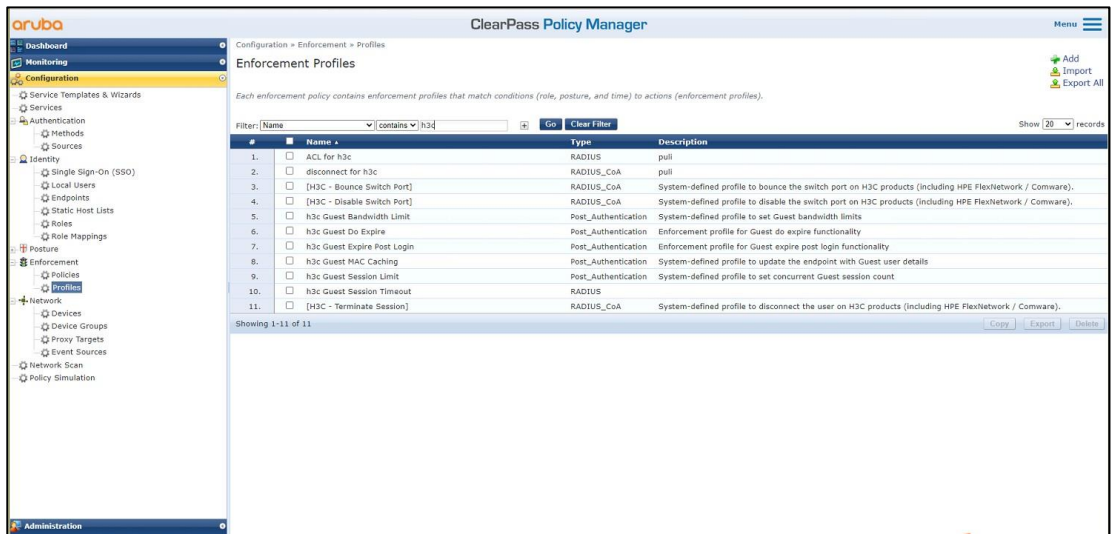 aruba
ClearPass Policy Manager
Menu
Dashboard
Monitoring
Configuration
Service Templates & Wizards
Services
Authentication
Methods
Sources
Identity
Single Sign-On (SSO)
Local Users
Endpoints
Static Host Lists
Roles
Role Mappings
Posture
Enforcement
Policies
Profiles
Network
Devices
Device Groups
Proxy Targets
Event Sources
Network Scan
Policy Simulation
Administration
Configuration » Enforcement » Profiles
Enforcement Profiles
Add
Import
Export All
Each enforcement policy contains enforcement profiles that match conditions (role, posture, and time) to actions (enforcement profiles).
Filter: Name contains h3c + Go Clear Filter Show 20 records
# Name Type Description
1. ACL for h3c RADIUS puli
2. disconnect for h3c RADIUS_CoA puli
3. [H3C - Bounce Switch Port] RADIUS_CoA System-defined profile to bounce the switch port on H3C products (including HPE FlexNetwork / Comware).
4. [H3C - Disable Switch Port] RADIUS_CoA System-defined profile to disable the switch port on H3C products (including HPE FlexNetwork / Comware).
5. h3c Guest Bandwidth Limit Post_Authentication System-defined profile to set Guest bandwidth limits
6. h3c Guest Do Expire Post_Authentication Enforcement profile for Guest do expire functionality
7. h3c Guest Expire Post Login Post_Authentication Enforcement profile for Guest expire post login functionality
8. h3c Guest MAC Caching Post_Authentication System-defined profile to update the endpoint with Guest user details
9. h3c Guest Session Limit Post_Authentication System-defined profile to set concurrent Guest session count
10. h3c Guest Session Timeout RADIUS
11. [H3C - Terminate Session] RADIUS_CoA System-defined profile to disconnect the user on H3C products (including HPE FlexNetwork / Comware).
Showing 1-11 of 11 Copy Export Delete